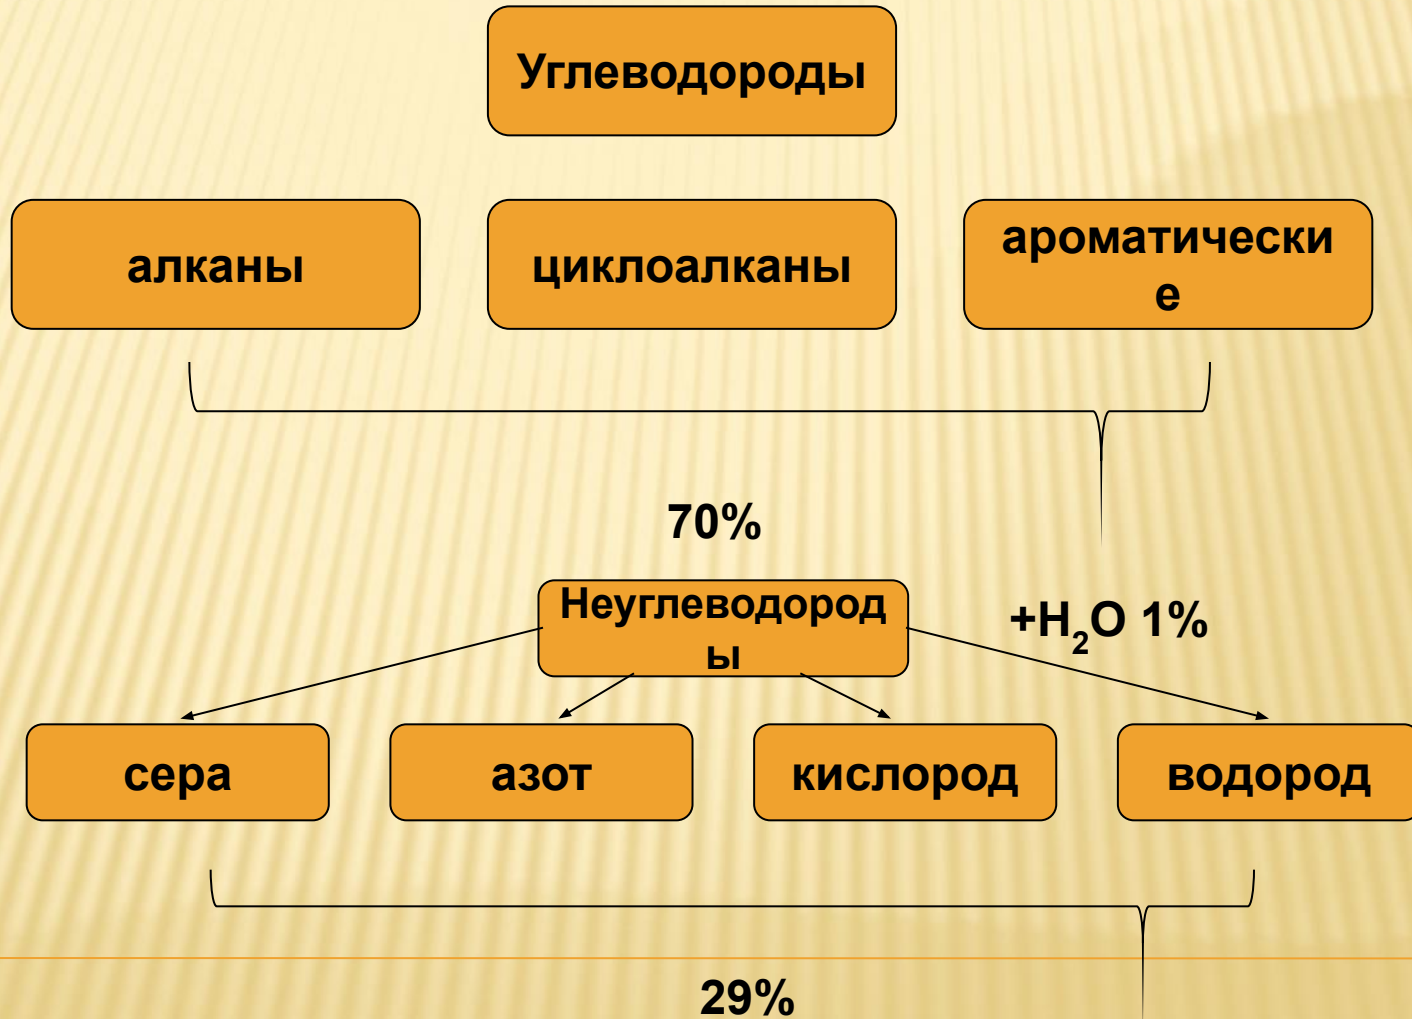 Углеводороды
алканы
циклоалканы
ароматически
е
70%
Неуглеводород
ы
+H₂O 1%
сера
азот
кислород
водород
29%